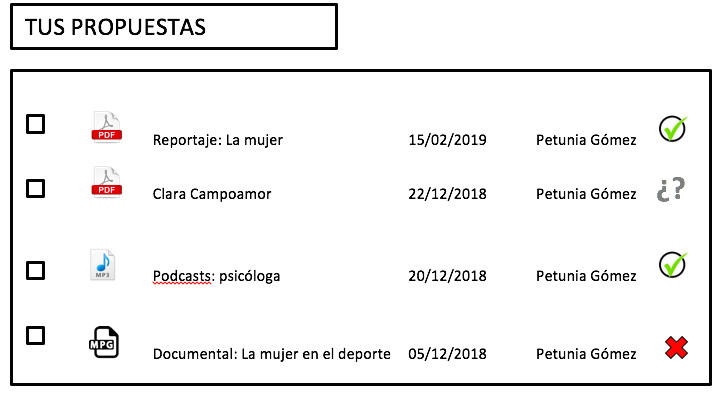 TUS PROPUESTAS
PDF Reportaje: La mujer 15/02/2019 Petunia Gómez
PDF Clara Campoamor 22/12/2018 Petunia Gómez ¿?
MP3 Podcasts: psicóloga 20/12/2018 Petunia Gómez
MPG Documental: La mujer en el deporte 05/12/2018 Petunia Gómez